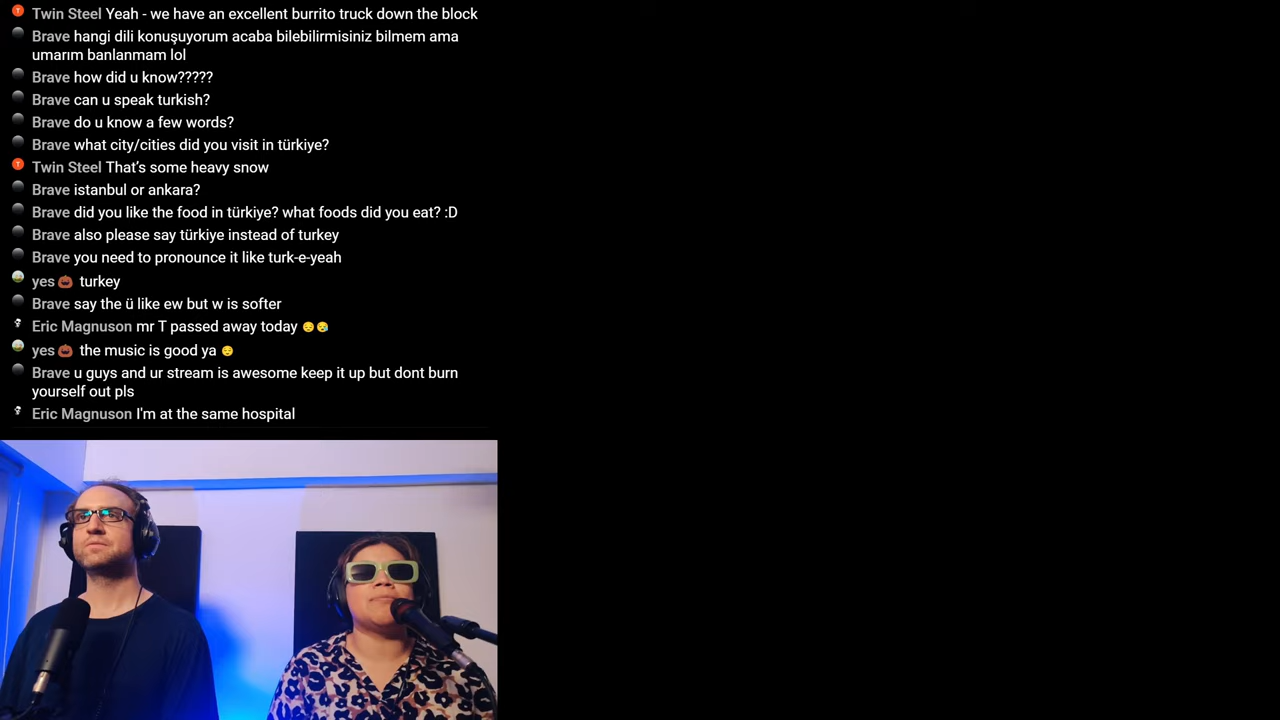 Twin Steel Yeah - we have an excellent burrito truck down the block
Brave hangi dili konuşuyorum acaba bilebilirmisiniz bilmem ama
umarım banlanmam lol
Brave how did u know?????
Brave can u speak turkish?
Brave do u know a few words?
Brave what city/cities did you visit in türkiye?
T Twin Steel That's some heavy snow
Brave istanbul or ankara?
Brave did you like the food in türkiye? what foods did you eat? :D
Brave also please say türkiye instead of turkey
Brave you need to pronounce it like turk-e-yeah
yes🎃 turkey
Brave say the ü like ew but w is softer
Eric Magnuson mr T passed away today 😔😪
yes🎃 the music is good ya 😌
Brave u guys and ur stream is awesome keep it up but dont burn
yourself out pls
Eric Magnuson I'm at the same hospital